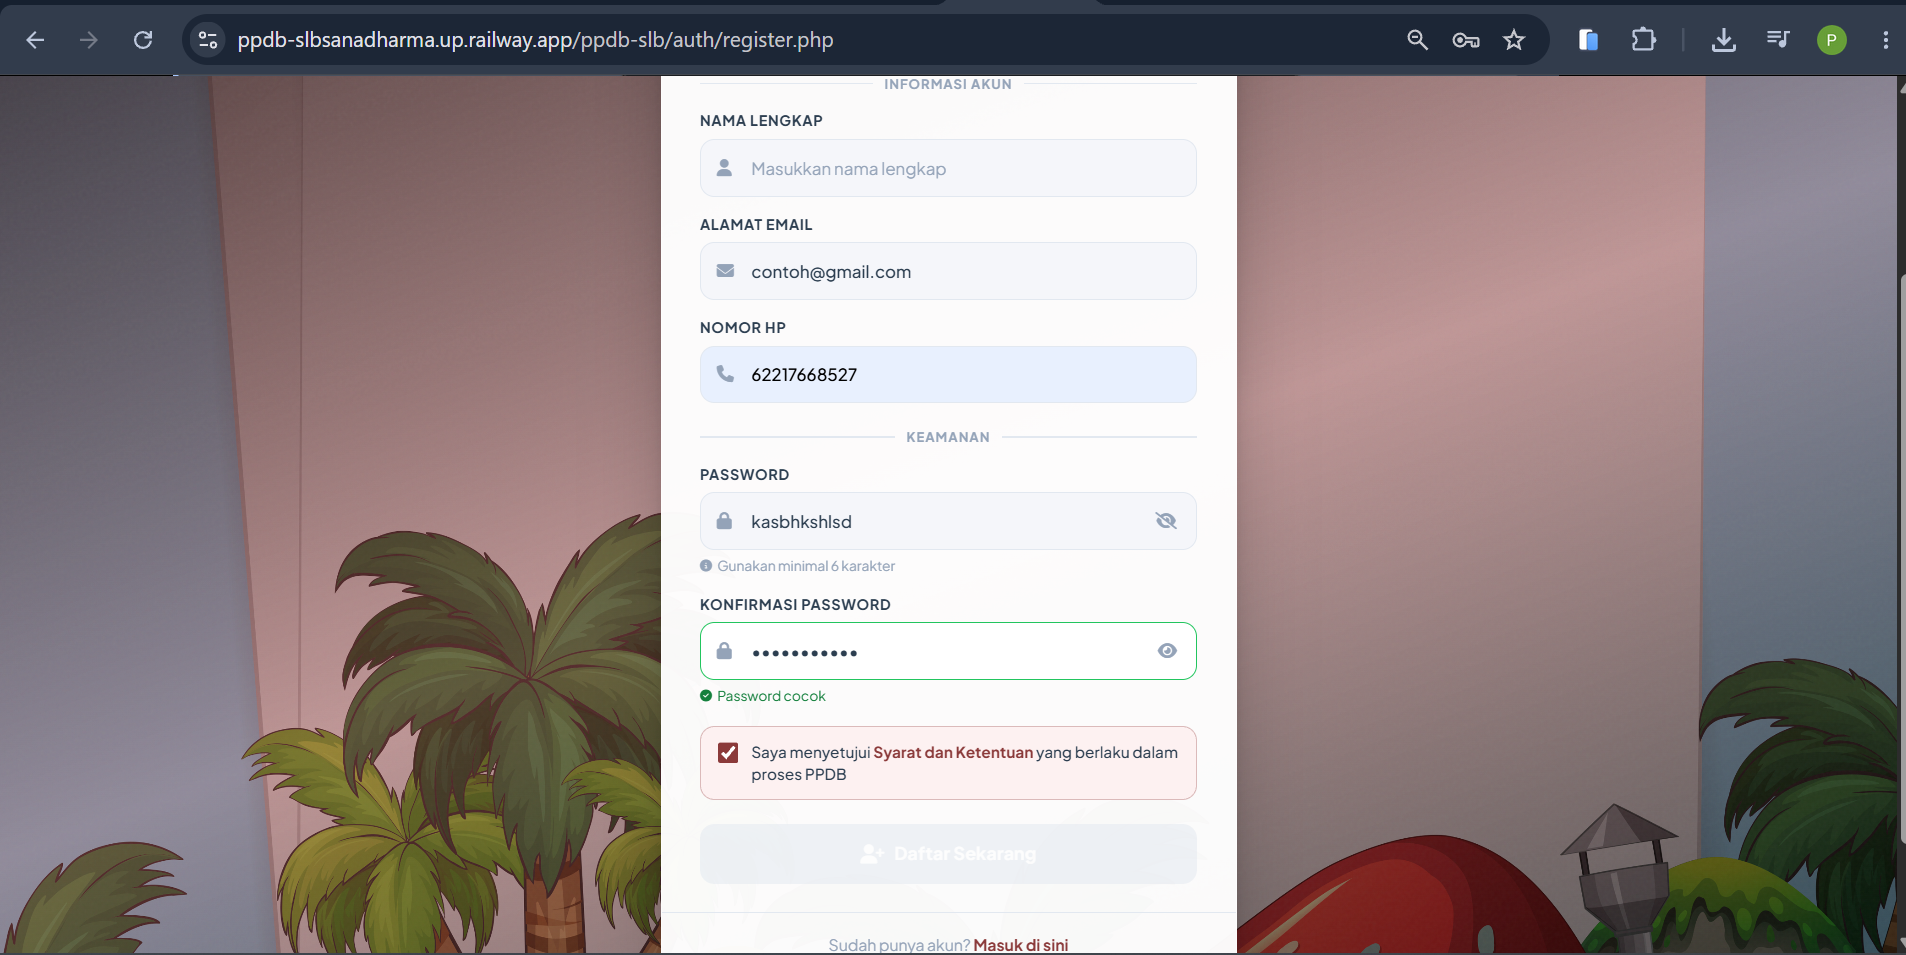 ppdb-slbsanadharma.up.railway.app/ppdb-slb/auth/register.php
P
INFORMASI AKUN
NAMA LENGKAP
Masukkan nama lengkap
ALAMAT EMAIL
contoh@gmail.com
NOMOR HP
62217668527
KEAMANAN
PASSWORD
kasbhkshlsd
Gunakan minimal 6 karakter
KONFIRMASI PASSWORD
•••••••••••
Password cocok
Saya menyetujui Syarat dan Ketentuan yang berlaku dalam
proses PPDB
Daftar Sekarang
Sudah punya akun? Masuk di sini